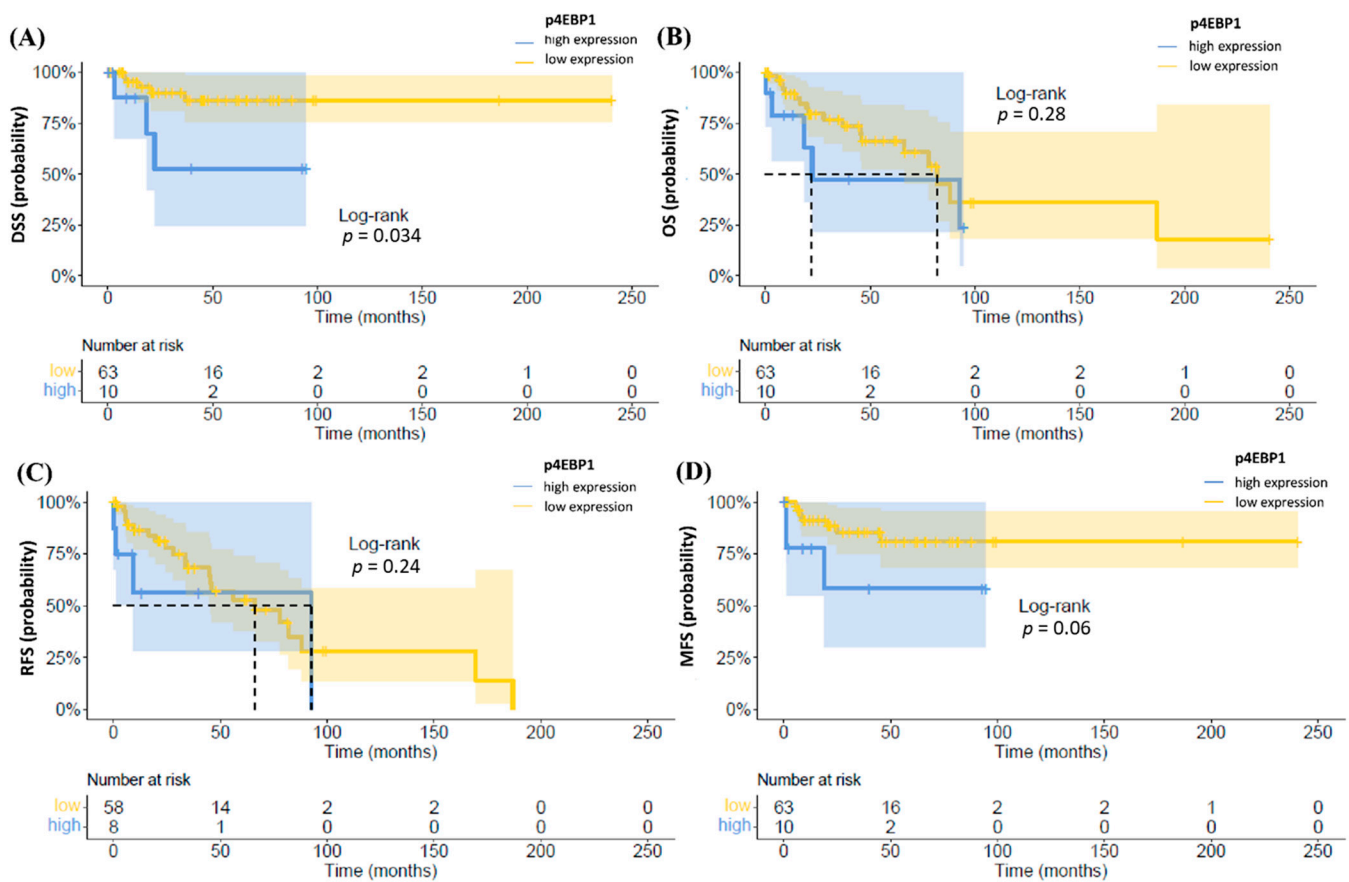 (A)
p4EBP1
high expression
low expression
100%
75%
50%
25%
0%
DSS (probability)
Log-rank
p = 0.034
0 50 100 150 200 250
Time (months)
Number at risk
low 63 16 2 2 1 0
high 10 2 0 0 0 0
0 50 100 150 200 250
Time (months)
(B)
p4EBP1
high expression
low expression
100%
75%
50%
25%
0%
OS (probability)
Log-rank
p = 0.28
0 50 100 150 200 250
Time (months)
Number at risk
low 63 16 2 2 1 0
high 10 2 0 0 0 0
0 50 100 150 200 250
Time (months)
(C)
p4EBP1
high expression
low expression
100%
75%
50%
25%
0%
RFS (probability)
Log-rank
p = 0.24
0 50 100 150 200 250
Time (months)
Number at risk
low 58 14 2 2 0 0
high 8 1 0 0 0 0
0 50 100 150 200 250
Time (months)
(D)
p4EBP1
high expression
low expression
100%
75%
50%
25%
0%
MFS (probability)
Log-rank
p = 0.06
0 50 100 150 200 250
Time (months)
Number at risk
low 63 16 2 2 1 0
high 10 2 0 0 0 0
0 50 100 150 200 250
Time (months)